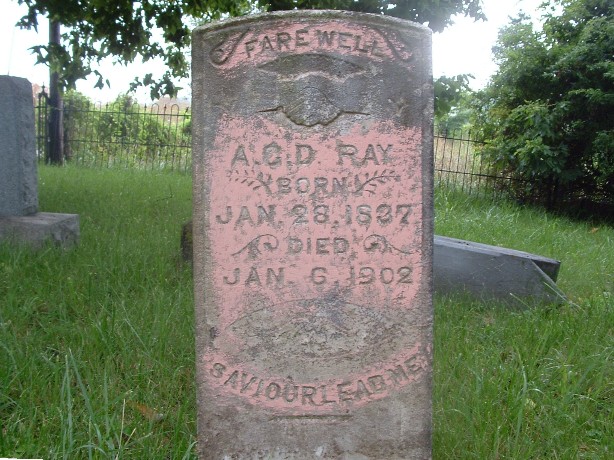 FAREWELL
A.C.D RAY
BORN
JAN. 28. 1837
DIED
JAN. 6, 1902
SAVIOUR LEAD ME.